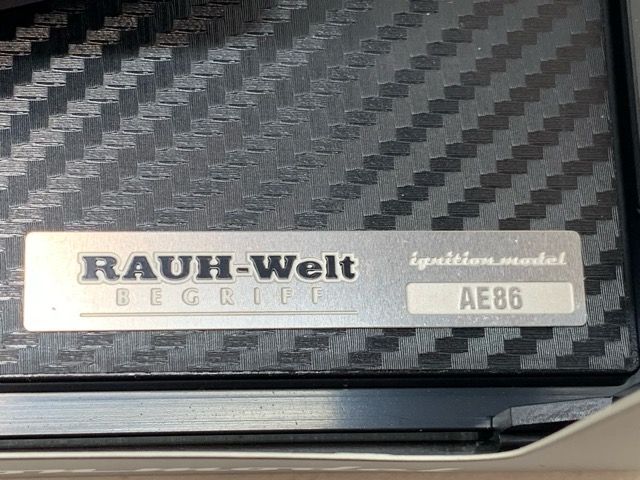 RAUH-Welt
BEGRIFF
ignition model
AE86